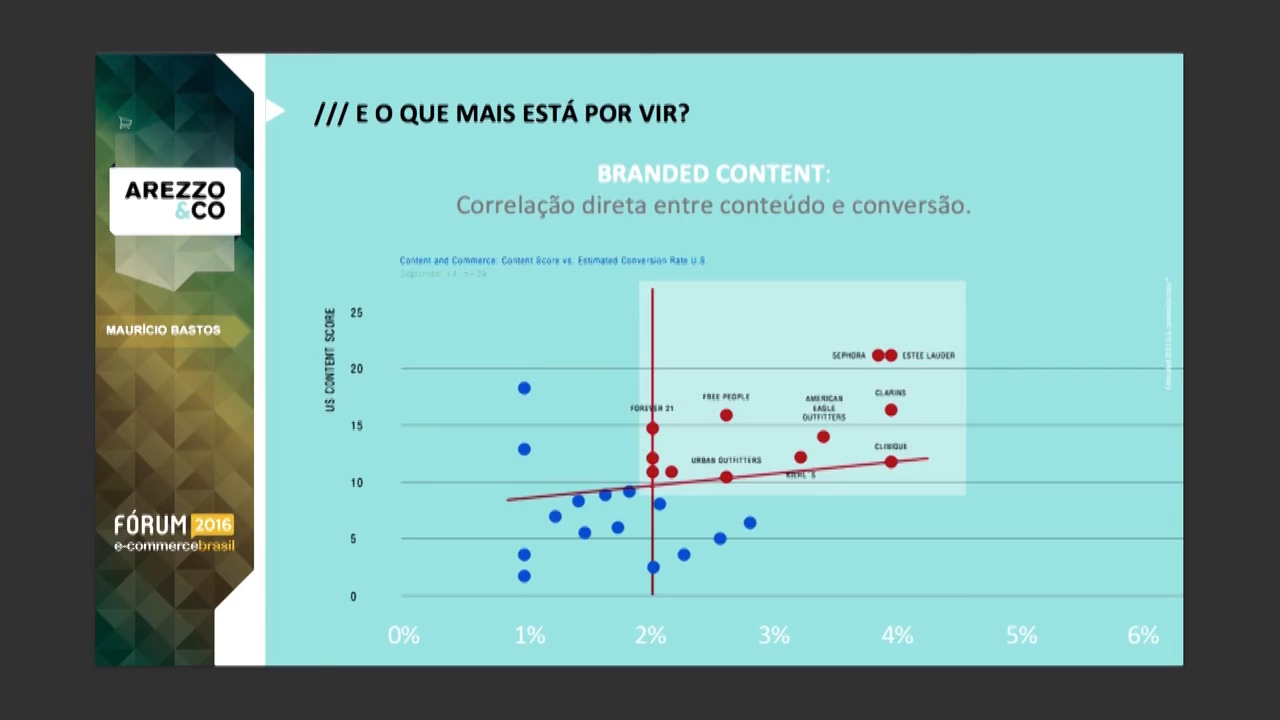 /// E O QUE MAIS ESTÁ POR VIR?
BRANDED CONTENT:
Correlação direta entre conteúdo e conversão.
AREZZO
&CO
MAURÍCIO BASTOS
FÓRUM 2016
e-commercebrasil
Content and Commerce: Content Score vs. Estimated Conversion Rate U.S.
US CONTENT SCORE
25
20
15
10
5
0
SEPHORA
ESTEE LAUDER
CLARINS
FREE PEOPLE
AMERICAN
EAGLE
OUTFITTERS
FOREVER 21
CLINIQUE
URBAN OUTFITTERS
KIEHL'S
0% 1% 2% 3% 4% 5% 6%